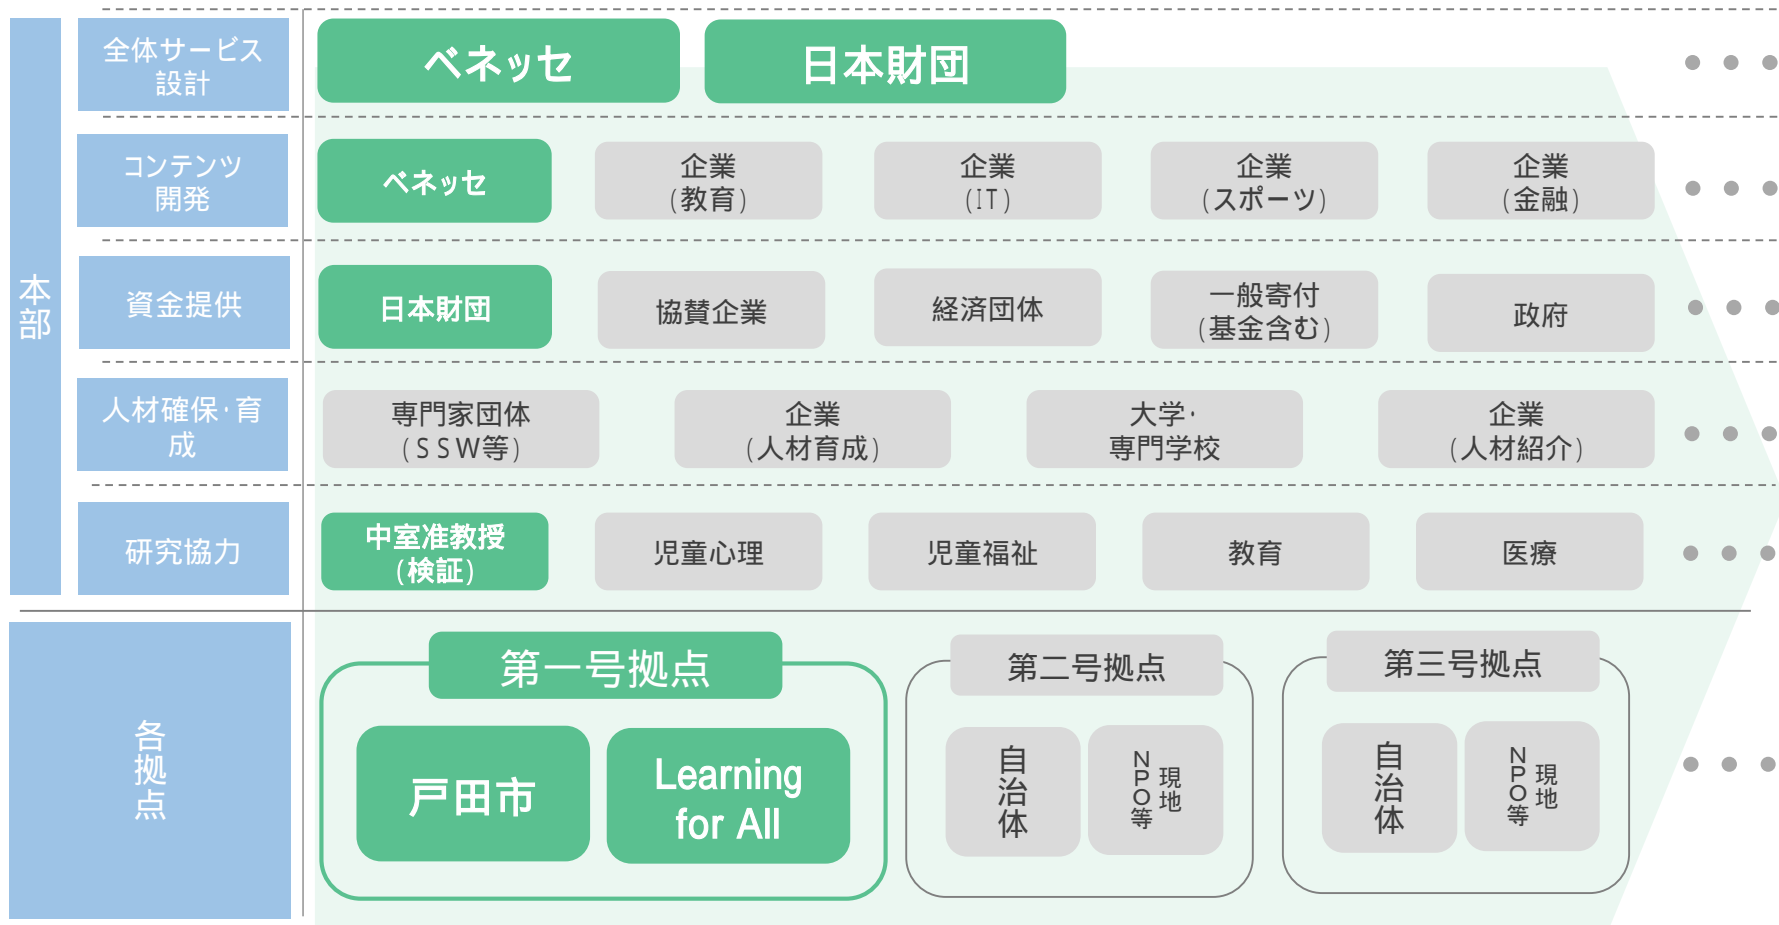 本部
全体サービス
設計
ベネッセ
日本財団
コンテンツ
開発
ベネッセ
企業
(教育)
企業
(IT)
企業
(スポーツ)
企業
(金融)
資金提供
日本財団
協賛企業
経済団体
一般寄付
(基金含む)
政府
人材確保・育
成
専門家団体
(SSW等)
企業
(人材育成)
大学・
専門学校
企業
(人材紹介)
研究協力
中室准教授
(検証)
児童心理
児童福祉
教育
医療
各拠点
第一号拠点
戸田市
Learning
for All
第二号拠点
自治体
現地
NPO等
第三号拠点
自治体
現地
NPO等